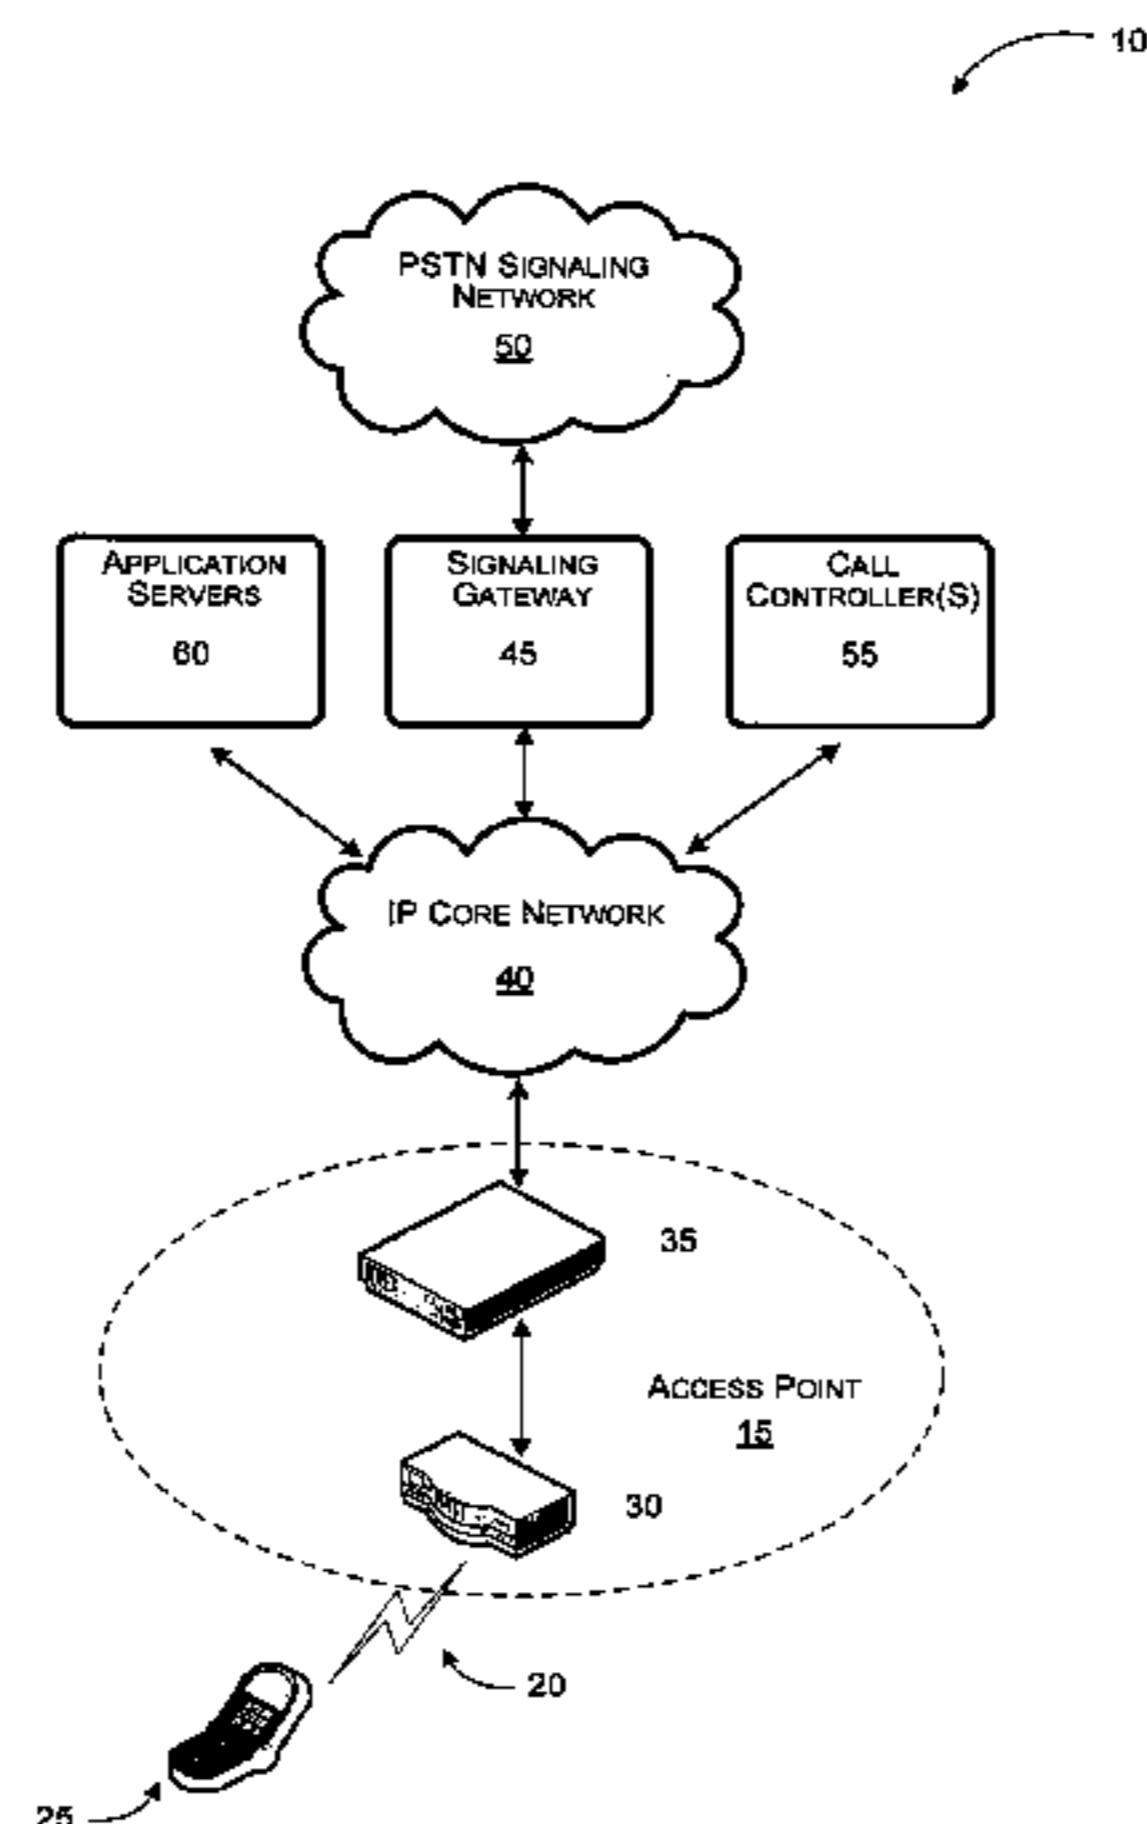 10
PSTN SIGNALING
NETWORK
50
APPLICATION
SERVERS
60
SIGNALING
GATEWAY
45
CALL
CONTROLLER(S)
55
IP CORE NETWORK
40
35
ACCESS POINT
15
30
20
25